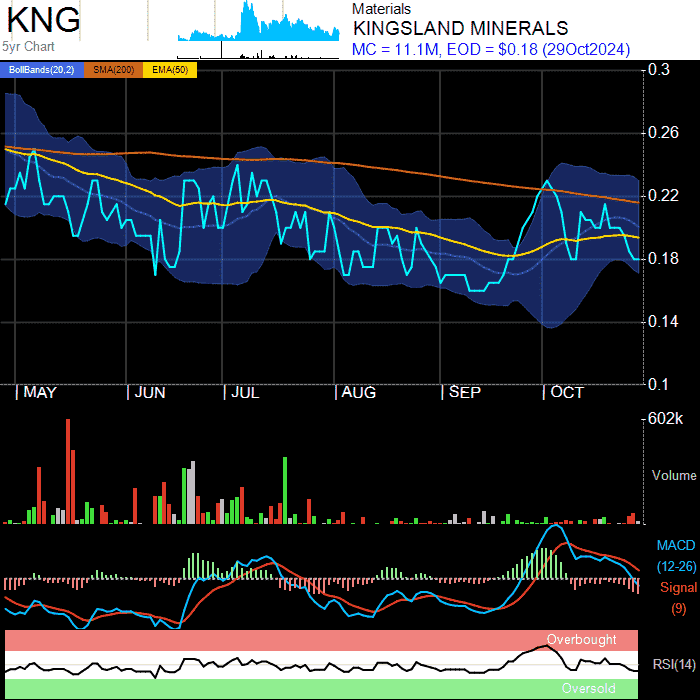 KNG
5yr Chart
Materials
KINGSLAND MINERALS
MC = 11.1M, EOD = $0.18 (29Oct2024)
BollBands(20,2) SMA(200) EMA(50)
0.3
0.26
0.22
0.18
0.14
0.1
MAY JUN JUL AUG SEP OCT
602k
Volume
MACD
(12-26)
Signal
(9)
Overbought
RSI(14)
Oversold